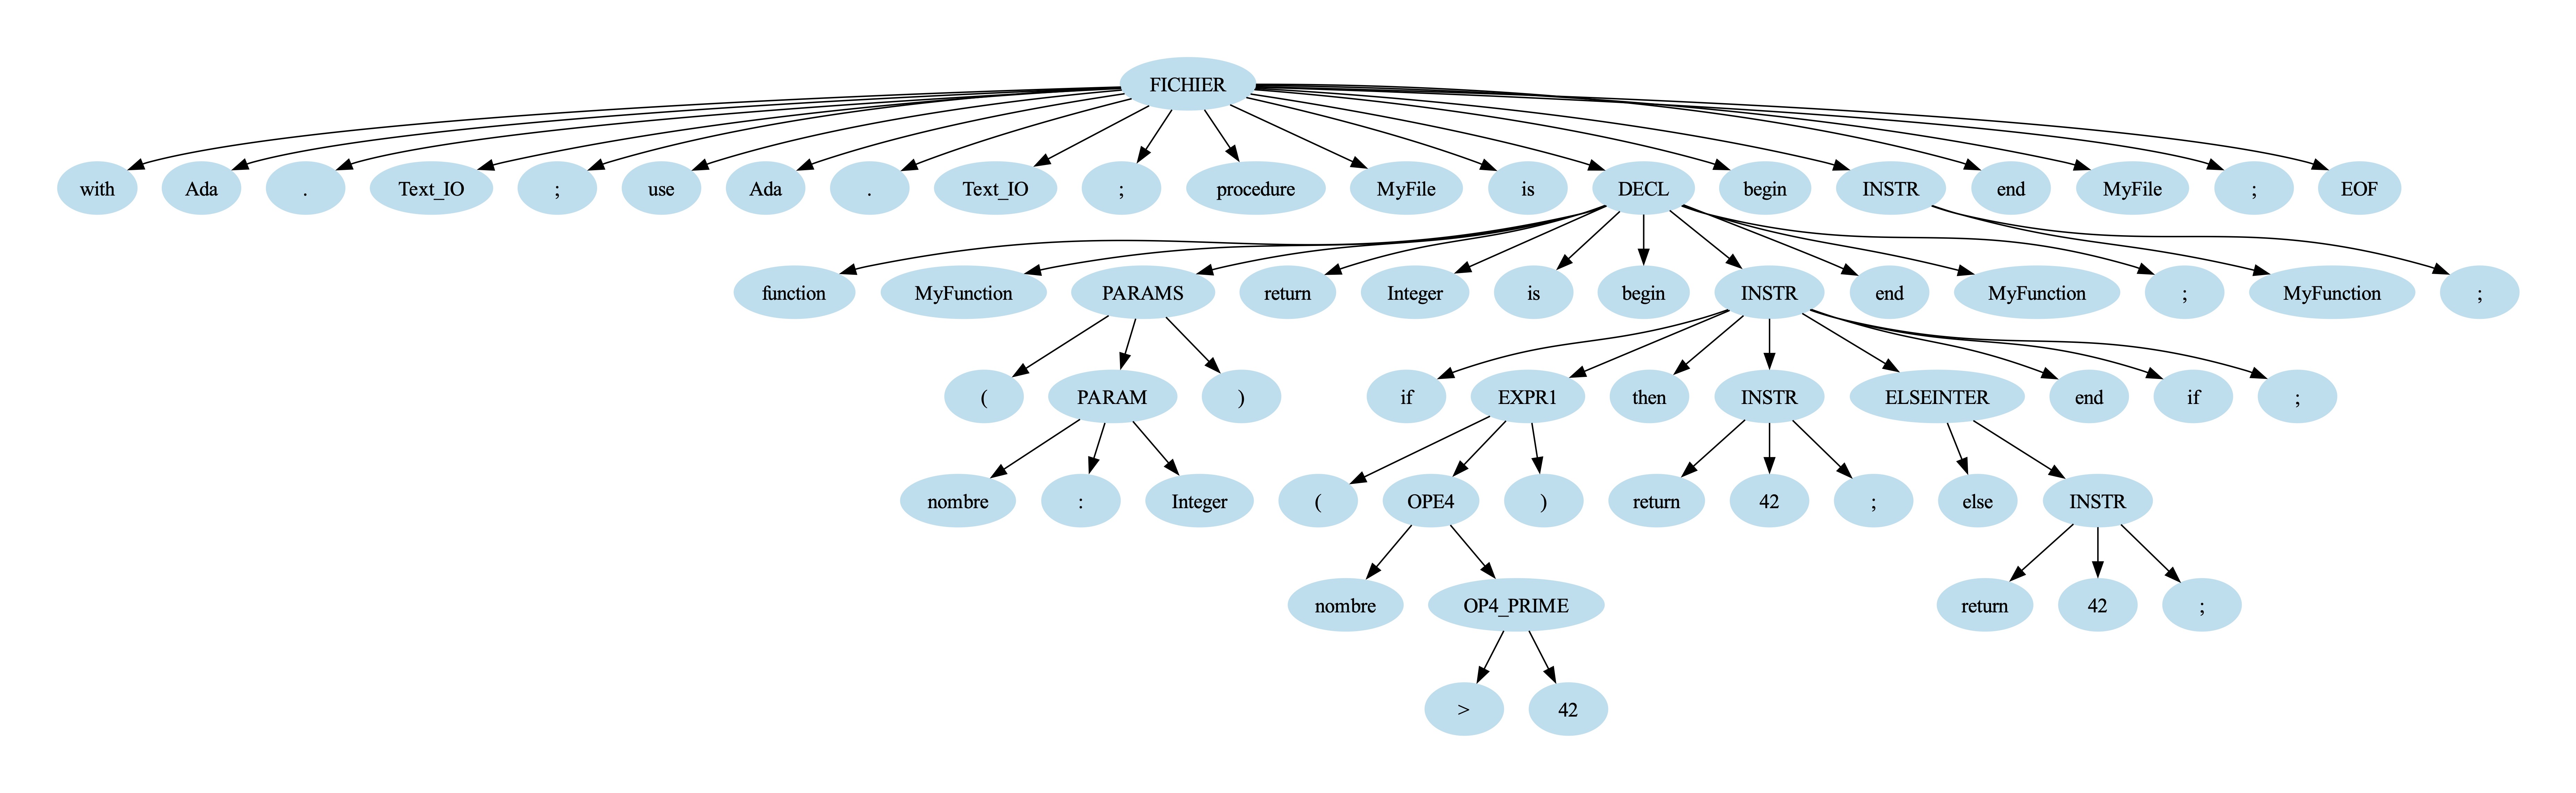 FICHIER
with Ada . Text_IO ; use Ada . Text_IO ; procedure MyFile is DECL begin INSTR end MyFile ; EOF
function MyFunction PARAMS return Integer is begin INSTR end MyFunction ; MyFunction ;
( PARAM ) if EXPR1 then INSTR ELSEINTER end if ;
nombre : Integer ( OPE4 ) return 42 ; else INSTR
nombre OP4_PRIME return 42 ;
> 42